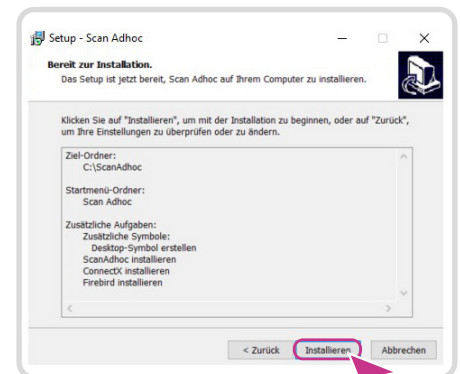 Setup - Scan Adhoc
Bereit zur Installation.
Das Setup ist jetzt bereit, Scan Adhoc auf Ihrem Computer zu installieren.
Klicken Sie auf "Installieren", um mit der Installation zu beginnen, oder auf "Zurück",
um Ihre Einstellungen zu überprüfen oder zu ändern.
Ziel-Ordner:
C:\ScanAdhoc
Startmenü-Ordner:
Scan Adhoc
Zusätzliche Aufgaben:
Zusätzliche Symbole:
Desktop-Symbol erstellen
ScanAdhoc installieren
ConnectX installieren
Firebird installieren
< Zurück Installieren Abbrechen